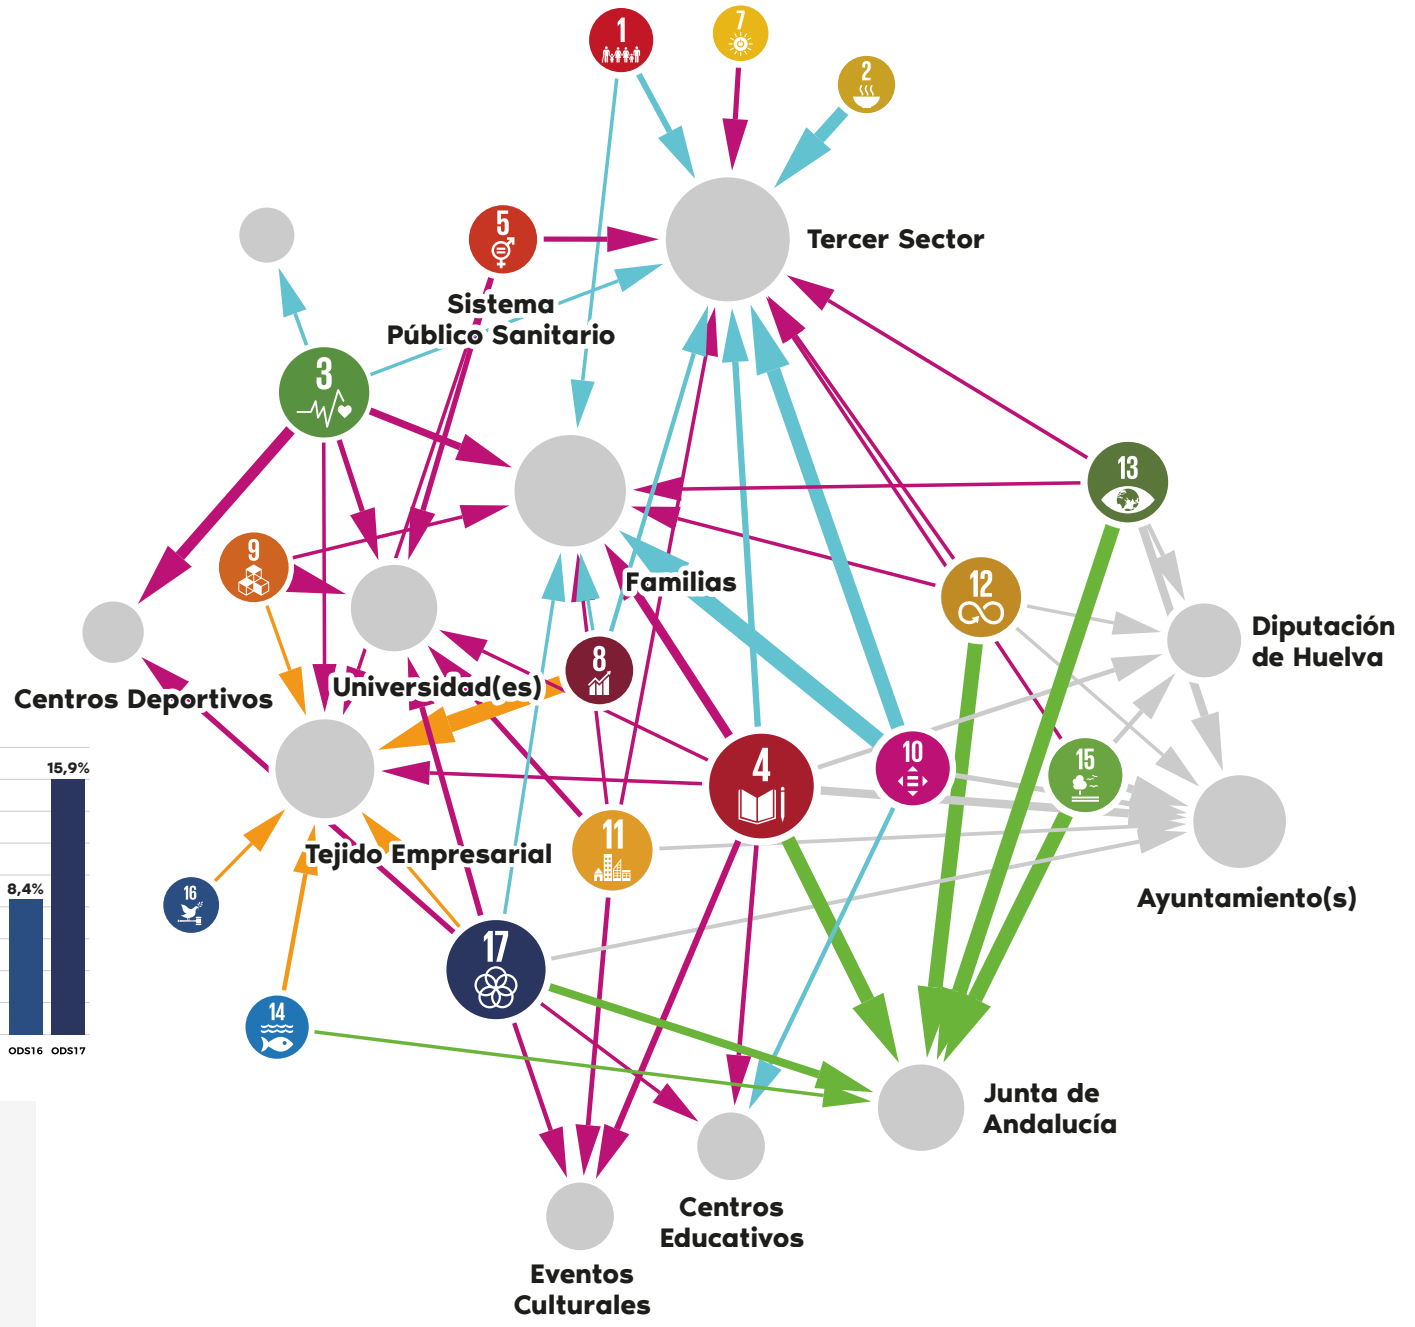 1
7
2
5
Tercer Sector
Sistema
Público Sanitario
3
13
9
Familias
12
Diputación
de Huelva
8
Universidad(es)
Centros Deportivos
4
10
15
15,9%
8,4%
11
Tejido Empresarial
16
Ayuntamiento(s)
17
14
ODS16
ODS17
Junta de
Andalucía
Centros
Educativos
Eventos
Culturales